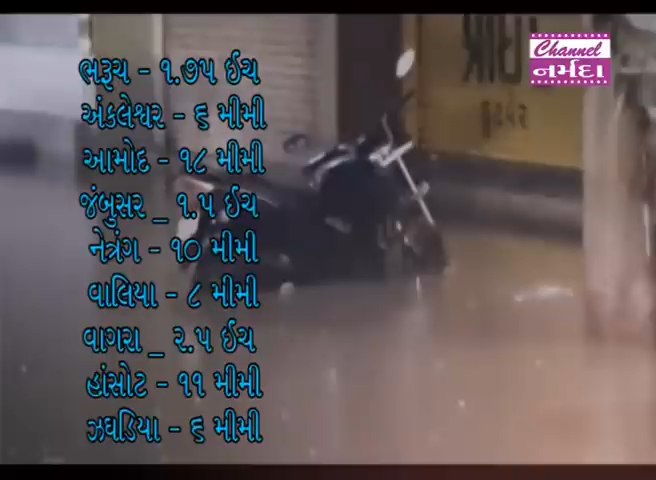 Channel
નર્મદા
ભરૂચ - ૧.૭૫ ઈંચ
અંકલેશ્વર - ૬ મીમી
આમોદ - ૧૮ મીમી
જંબુસર _ ૧.૫ ઈંચ
નેત્રંગ - ૧૦ મીમી
વાલિયા - ૮ મીમી
વાગરા _ ૨.૫ ઈંચ
હાંસોટ - ૧૧ મીમી
ઝઘડિયા - ૬ મીમી